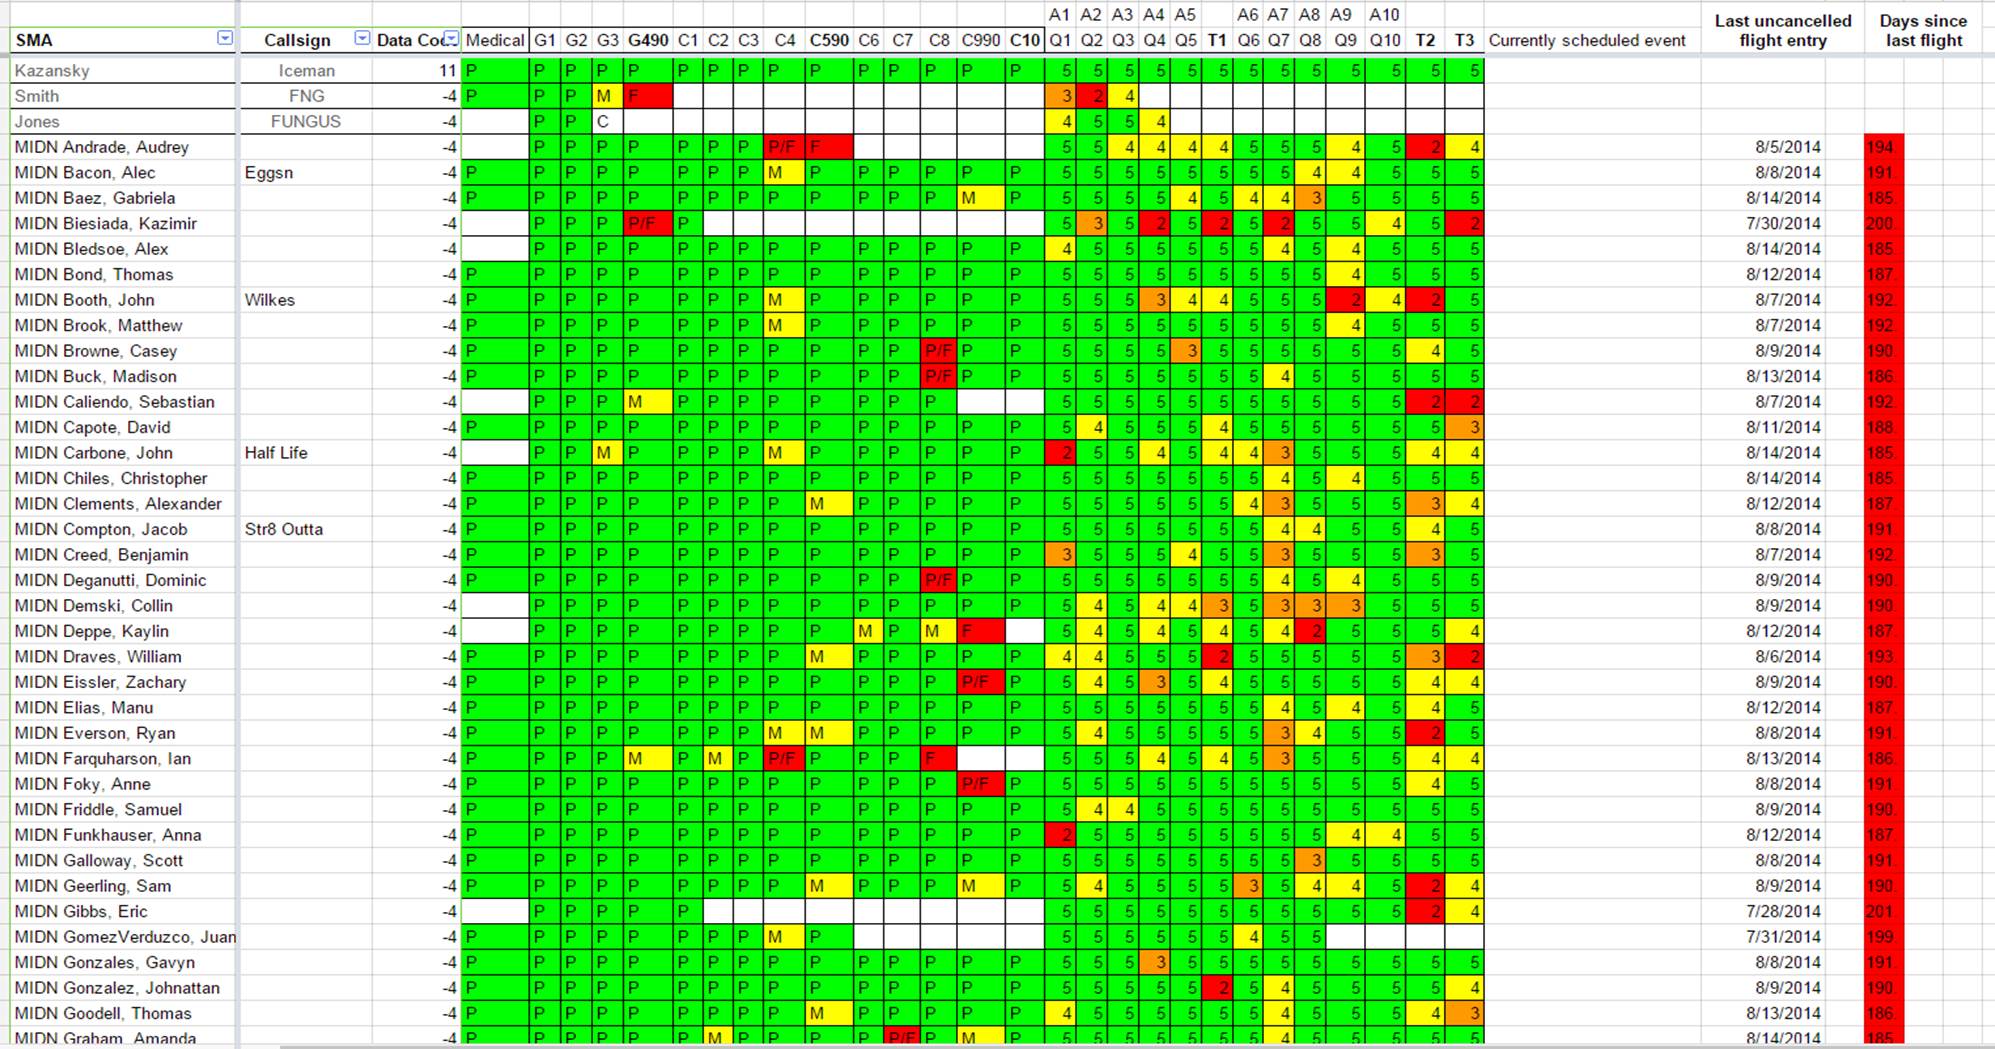 A1 A2 A3 A4 A5 A6 A7 A8 A9 A10
SMA Callsign Data Cod Medical G1 G2 G3 G490 C1 C2 C3 C4 C590 C6 C7 C8 C990 C10 Q1 Q2 Q3 Q4 Q5 T1 Q6 Q7 Q8 Q9 Q10 T2 T3 Currently scheduled event Last uncancelled flight entry Days since last flight
Kazansky Iceman 11 P P P P P P P P P P P P P P P 5 5 5 5 5 5 5 5 5 5 5 5 5
Smith FNG -4 P P P M F 3 2 4
Jones FUNGUS -4 P P C 4 5 5 4
MIDN Andrade, Audrey -4 P P P P P P P P/F F 5 5 4 4 4 4 5 5 5 4 5 2 4 8/5/2014 194.
MIDN Bacon, Alec Eggsn -4 P P P P P P P P M P P P P P P 5 5 5 5 5 5 5 5 4 4 5 5 5 8/8/2014 191.
MIDN Baez, Gabriela -4 P P P P P P P P P P P P P M P 5 5 5 5 4 5 4 4 3 5 5 5 5 8/14/2014 185.
MIDN Biesiada, Kazimir -4 P P P P/F P 5 3 5 2 5 2 5 2 5 5 4 5 2 7/30/2014 200.
MIDN Bledsoe, Alex -4 P P P P P P P P P P P P P P 4 5 5 5 5 5 5 4 5 4 5 5 5 8/14/2014 185.
MIDN Bond, Thomas -4 P P P P P P P P P P P P P P P 5 5 5 5 5 5 5 5 5 4 5 5 5 8/12/2014 187.
MIDN Booth, John Wilkes -4 P P P P P P P P M P P P P P P 5 5 5 3 4 4 5 5 5 2 4 2 5 8/7/2014 192.
MIDN Brook, Matthew -4 P P P P P P P P M P P P P P P 5 5 5 5 5 5 5 5 5 4 5 5 5 8/7/2014 192.
MIDN Browne, Casey -4 P P P P P P P P P P P P P/F P P 5 5 5 5 3 5 5 5 5 5 5 4 5 8/9/2014 190.
MIDN Buck, Madison -4 P P P P P P P P P P P P P/F P P 5 5 5 5 5 5 5 4 5 5 5 5 5 8/13/2014 186.
MIDN Caliendo, Sebastian -4 P P P M P P P P P P P P 5 5 5 5 5 5 5 5 5 5 5 2 2 8/7/2014 192.
MIDN Capote, David -4 P P P P P P P P P P P P P P P 5 4 5 5 5 4 5 5 5 5 5 5 3 8/11/2014 188.
MIDN Carbone, John Half Life -4 P P M P P P P M P P P P P P 2 5 5 4 5 4 4 3 5 5 5 4 4 8/14/2014 185.
MIDN Chiles, Christopher -4 P P P P P P P P P P P P P P P 5 5 5 5 5 5 5 4 5 4 5 5 5 8/14/2014 185.
MIDN Clements, Alexander -4 P P P P P P P P P M P P P P P 5 5 5 5 5 5 4 3 5 5 5 3 4 8/12/2014 187.
MIDN Compton, Jacob Str8 Outta -4 P P P P P P P P P P P P P P P 5 5 5 5 5 5 5 4 4 5 5 4 5 8/8/2014 191.
MIDN Creed, Benjamin -4 P P P P P P P P P P P P P P P 3 5 5 5 4 5 5 3 5 5 5 3 5 8/7/2014 192.
MIDN Deganutti, Dominic -4 P P P P P P P P P P P P P/F P P 5 5 5 5 5 5 5 4 5 4 5 5 5 8/9/2014 190.
MIDN Demski, Collin -4 P P P P P P P P P P P P P P 5 4 5 4 4 3 5 3 3 3 5 5 5 8/9/2014 190.
MIDN Deppe, Kaylin -4 P P P P P P P P P M P M F 5 4 5 4 5 4 5 4 2 5 5 5 4 8/12/2014 187.
MIDN Draves, William -4 P P P P P P P P P M P P P P P 4 4 5 5 5 2 5 5 5 5 5 3 2 8/6/2014 193.
MIDN Eissler, Zachary -4 P P P P P P P P P P P P P P/F P 5 4 5 3 5 4 5 5 5 5 5 4 4 8/9/2014 190.
MIDN Elias, Manu -4 P P P P P P P P P P P P P P P 5 5 5 5 5 5 5 4 5 4 5 4 5 8/12/2014 187.
MIDN Everson, Ryan -4 P P P P P P P P M M P P P P P 5 4 5 5 5 5 5 3 4 5 5 2 5 8/8/2014 191.
MIDN Farquharson, Ian -4 P P P P M P M P P/F P P P F 5 5 5 4 5 4 5 3 5 5 5 4 4 8/13/2014 186.
MIDN Foky, Anne -4 P P P P P P P P P P P P P P/F P 5 5 5 5 5 5 5 5 5 5 5 4 5 8/8/2014 191.
MIDN Friddle, Samuel -4 P P P P P P P P P P P P P P P 5 4 4 5 5 5 5 5 5 5 5 5 5 8/9/2014 190.
MIDN Funkhauser, Anna -4 P P P P P P P P P P P P P P P 2 5 5 5 5 5 5 5 5 4 4 5 5 8/12/2014 187.
MIDN Galloway, Scott -4 P P P P P P P P P P P P P P P 5 5 5 5 5 5 5 5 3 5 5 5 5 8/8/2014 191.
MIDN Geerling, Sam -4 P P P P P P P P P M P P P M P 5 4 5 5 5 5 3 5 4 4 5 2 4 8/9/2014 190.
MIDN Gibbs, Eric -4 P P P P P 5 5 5 5 5 5 5 5 5 5 5 2 4 7/28/2014 201.
MIDN GomezVerduzco, Juan -4 P P P P P P P P M P 5 5 5 5 5 5 4 5 5 7/31/2014 199.
MIDN Gonzales, Gavyn -4 P P P P P P P P P P P P P P P 5 5 5 3 5 5 5 5 5 5 5 5 5 8/8/2014 191.
MIDN Gonzalez, Johnattan -4 P P P P P P P P P P P P P P P 5 5 5 5 5 2 5 4 5 5 5 5 4 8/9/2014 190.
MIDN Goodell, Thomas -4 P P P P P P P P P M P P P P P 4 5 5 5 5 5 5 4 5 5 5 4 3 8/13/2014 186.
MIDN Graham, Amanda -4 P P P P P P M P P P P P/F P M P 5 5 5 5 5 5 5 4 5 5 5 5 5 8/14/2014 185.